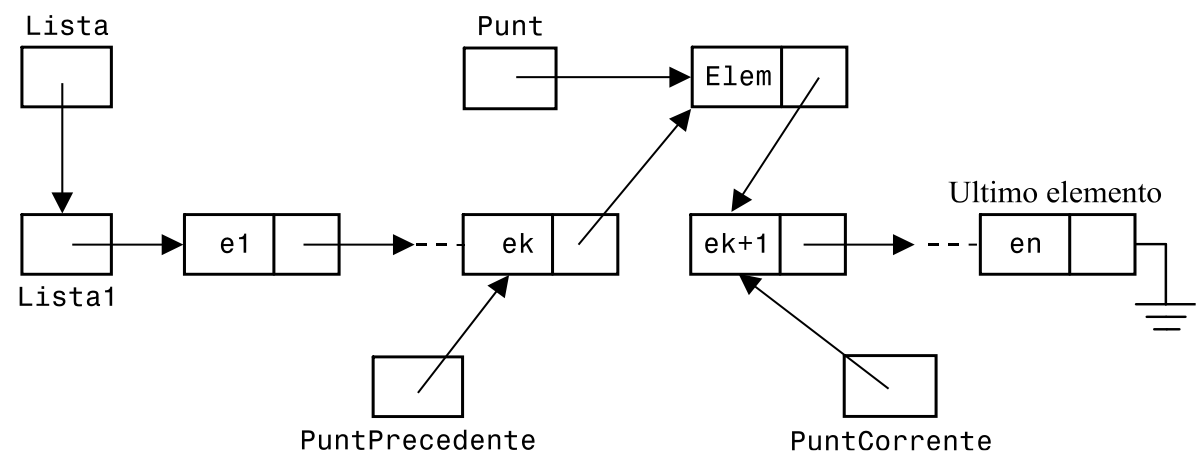 Lista
Punt
Elem
Ultimo elemento
e1
ek
ek+1
en
Lista1
PuntPrecedente
PuntCorrente